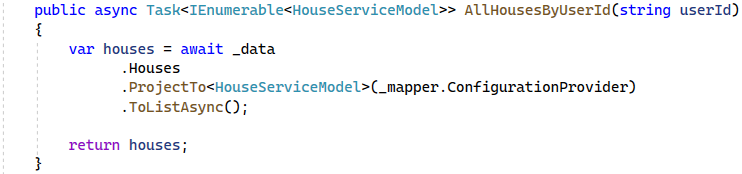 public async Task<IEnumerable<HouseServiceModel>> AllHousesByUserId(string userId)
{
    var houses = await _data
          .Houses
          .ProjectTo<HouseServiceModel>(_mapper.ConfigurationProvider)
          .ToListAsync();

    return houses;
}